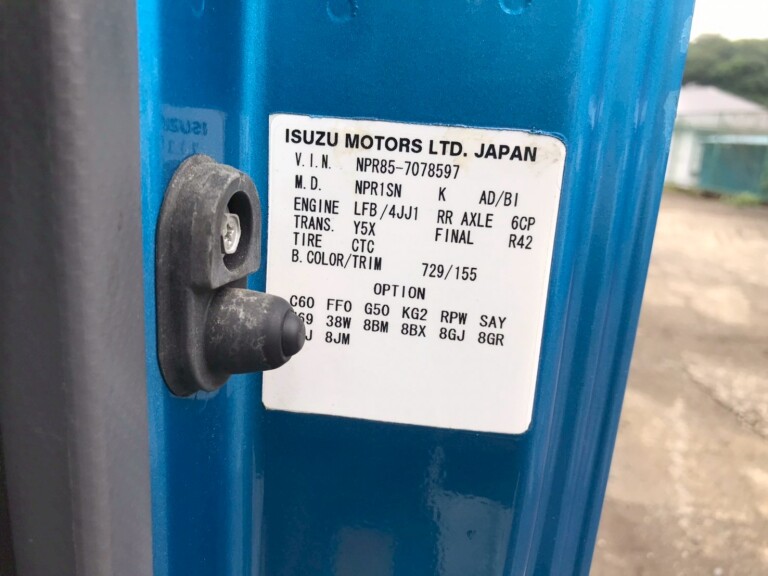 ISUZU MOTORS LTD. JAPAN
V.I.N. NPR85-7078597
M.D. NPR1SN K AD/BI
ENGINE LFB/4JJ1 RR AXLE 6CP
TRANS. Y5X FINAL R42
TIRE CTC
B.COLOR/TRIM 729/155
OPTION
C60 FF0 G50 KG2 RPW SAY
38W 8BM 8BX 8GJ 8GR
8JM